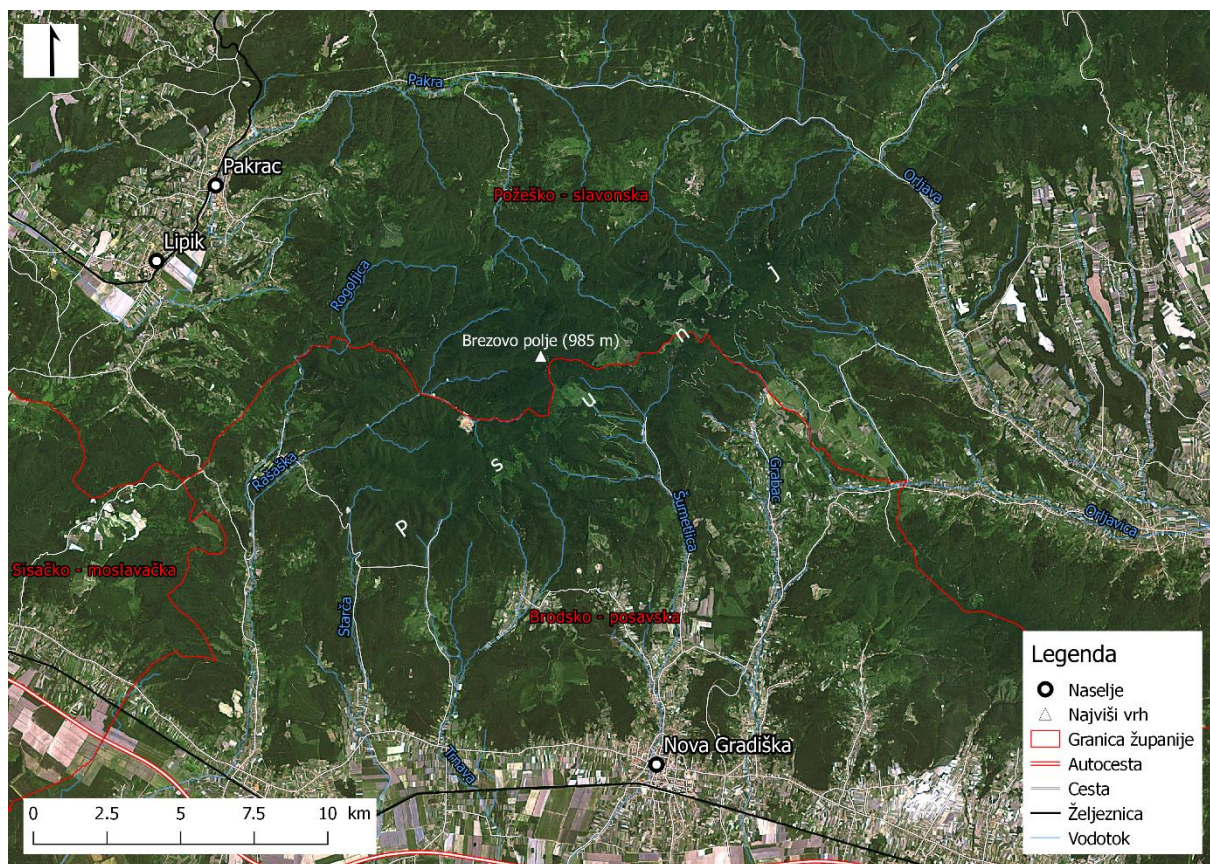 Pakra
Pakrac
Orljava
Požeško - slavonska
Lipik
Rogoljica
j
n
Brezovo polje (985 m)
u
s
Rašaška
Grabac
Šumetlica
Orljavica
P
Sisačko - moslavačka
Starča
Brodsko - posavska
Trnava
Nova Gradiška
Legenda
Naselje
Najviši vrh
Granica županije
Autocesta
Cesta
Željeznica
Vodotok
0 2.5 5 7.5 10 km